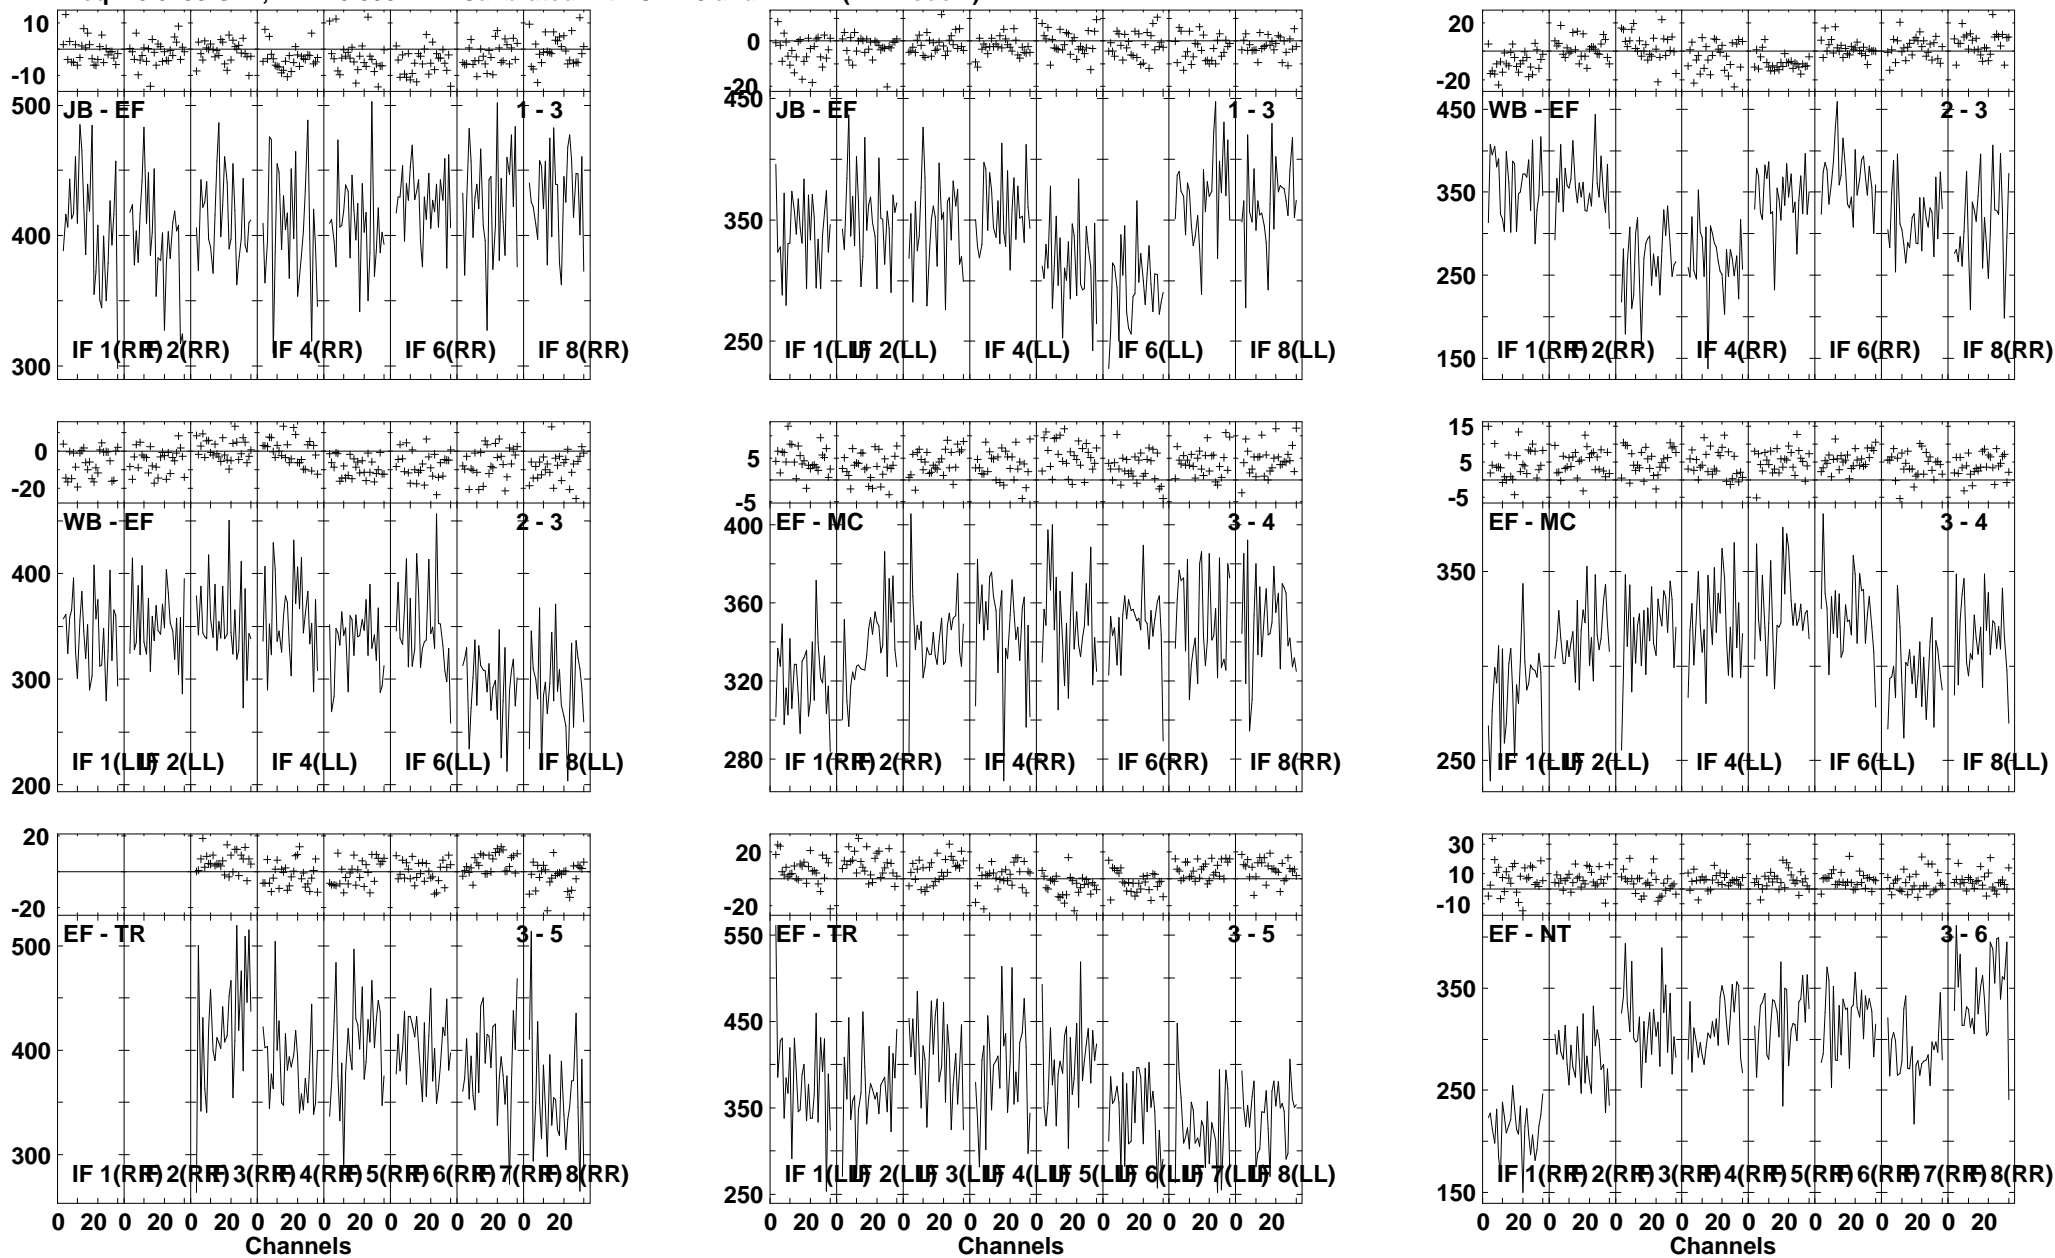 10
0
-10
500
400
300
JB - EF
1 - 3
IF 1(RR)
IF 2(RR)
IF 4(RR)
IF 6(RR)
IF 8(RR)
0
-20
450
350
250
JB - EF
1 - 3
IF 1(LL)
IF 2(LL)
IF 4(LL)
IF 6(LL)
IF 8(LL)
20
0
-20
450
350
250
150
WB - EF
2 - 3
IF 1(RR)
IF 2(RR)
IF 4(RR)
IF 6(RR)
IF 8(RR)
0
-20
400
300
200
WB - EF
2 - 3
IF 1(LL)
IF 2(LL)
IF 4(LL)
IF 6(LL)
IF 8(LL)
5
-5
400
360
320
280
EF - MC
3 - 4
IF 1(RR)
IF 2(RR)
IF 4(RR)
IF 6(RR)
IF 8(RR)
15
5
-5
350
250
EF - MC
3 - 4
IF 1(LL)
IF 2(LL)
IF 4(LL)
IF 6(LL)
IF 8(LL)
20
-20
500
400
300
EF - TR
3 - 5
IF 1(RR)
IF 2(RR)
IF 3(RR)
IF 4(RR)
IF 5(RR)
IF 6(RR)
IF 7(RR)
IF 8(RR)
0 20 0 20 0 20 0 20 0 20 0 20 0 20 0 20
Channels
20
-20
550
450
350
250
EF - TR
3 - 5
IF 1(LL)
IF 2(LL)
IF 3(LL)
IF 4(LL)
IF 5(LL)
IF 6(LL)
IF 7(LL)
IF 8(LL)
0 20 0 20 0 20 0 20 0 20 0 20 0 20 0 20
Channels
30
10
-10
350
250
150
EF - NT
3 - 6
IF 1(RR)
IF 2(RR)
IF 3(RR)
IF 4(RR)
IF 5(RR)
IF 6(RR)
IF 7(RR)
IF 8(RR)
0 20 0 20 0 20 0 20 0 20 0 20 0 20 0 20
Channels